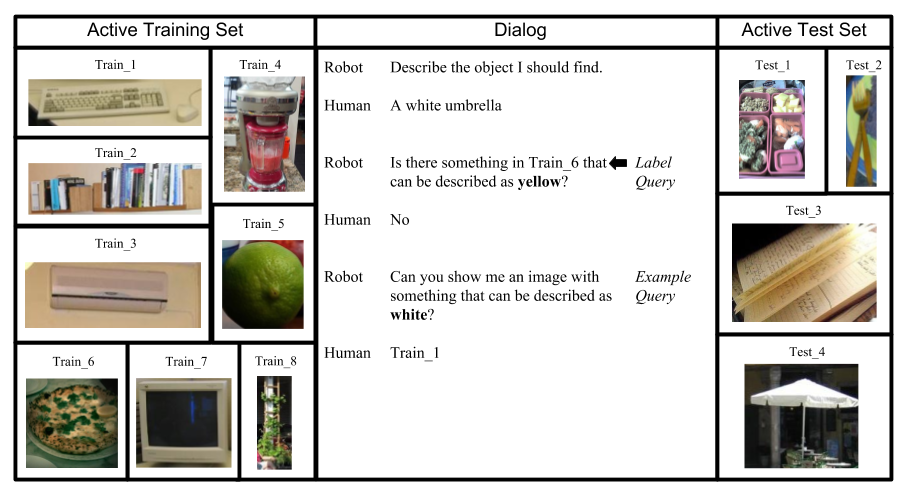 Active Training Set
Dialog
Active Test Set
Train_1
Train_4
Train_2
Train_5
Train_3
Train_6
Train_7
Train_8
Robot Describe the object I should find.
Human A white umbrella
Robot Is there something in Train_6 that Label
can be described as yellow? Query
Human No
Robot Can you show me an image with Example
something that can be described as Query
white?
Human Train_1
Test_1
Test_2
Test_3
Test_4